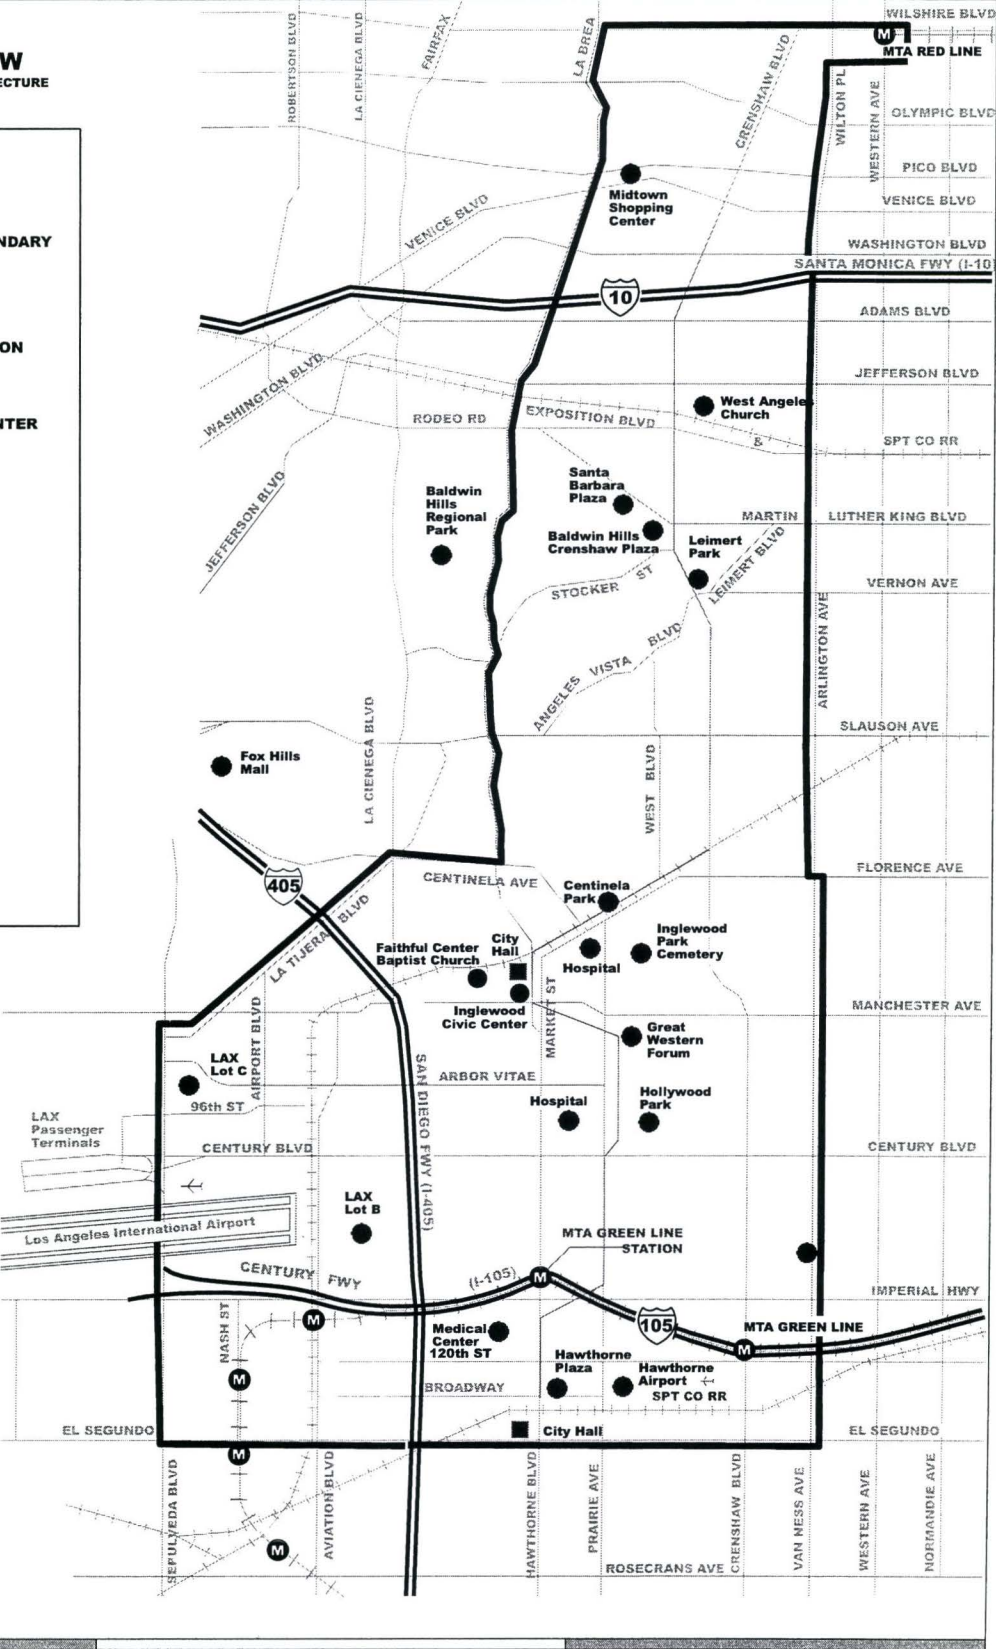 W
ECTURE
NDARY
ON
NTER
ROBERTSON BLVD
LA CIENEGA BLVD
FAIRFAX
LA BREA
CRENSHAW BLVD
WILTON PL
WESTERN AVE
WILSHIRE BLVD
M
MTA RED LINE
OLYMPIC BLVD
PICO BLVD
VENICE BLVD
VENICE BLVD
Midtown
Shopping
Center
WASHINGTON BLVD
SANTA MONICA FWY (I-10)
10
ADAMS BLVD
JEFFERSON BLVD
WASHINGTON BLVD
RODEO RD
EXPOSITION BLVD
West Angeles
Church
&
SPT CO RR
JEFFERSON BLVD
Baldwin
Hills
Regional
Park
Santa
Barbara
Plaza
Baldwin Hills
Crenshaw Plaza
MARTIN LUTHER KING BLVD
Leimert
Park
LEIMERT BLVD
STOCKER ST
VERNON AVE
ARLINGTON AVE
ANGELES VISTA BLVD
SLAUSON AVE
LA CIENEGA BLVD
WEST BLVD
Fox Hills
Mall
405
FLORENCE AVE
CENTINELA AVE
Centinela
Park
LA TIJERA BLVD
Faithful Center
Baptist Church
City
Hall
Hospital
Inglewood
Park
Cemetery
Inglewood
Civic Center
MARKET ST
MANCHESTER AVE
Great
Western
Forum
AIRPORT BLVD
LAX
Lot C
SAN DIEGO FWY (I-405)
ARBOR VITAE
96th ST
Hospital
Hollywood
Park
LAX
Passenger
Terminals
CENTURY BLVD
CENTURY BLVD
LAX
Lot B
Los Angeles International Airport
MTA GREEN LINE
STATION
CENTURY FWY
(I-105)
M
IMPERIAL HWY
NASH ST
M
Medical
Center
120th ST
105
MTA GREEN LINE
M
Hawthorne
Plaza
Hawthorne
Airport
SPT CO RR
M
BROADWAY
EL SEGUNDO
City Hall
EL SEGUNDO
M
SEPULVEDA BLVD
AVIATION BLVD
HAWTHORNE BLVD
PRAIRIE AVE
CRENSHAW BLVD
VAN NESS AVE
WESTERN AVE
NORMANDIE AVE
M
ROSECRANS AVE